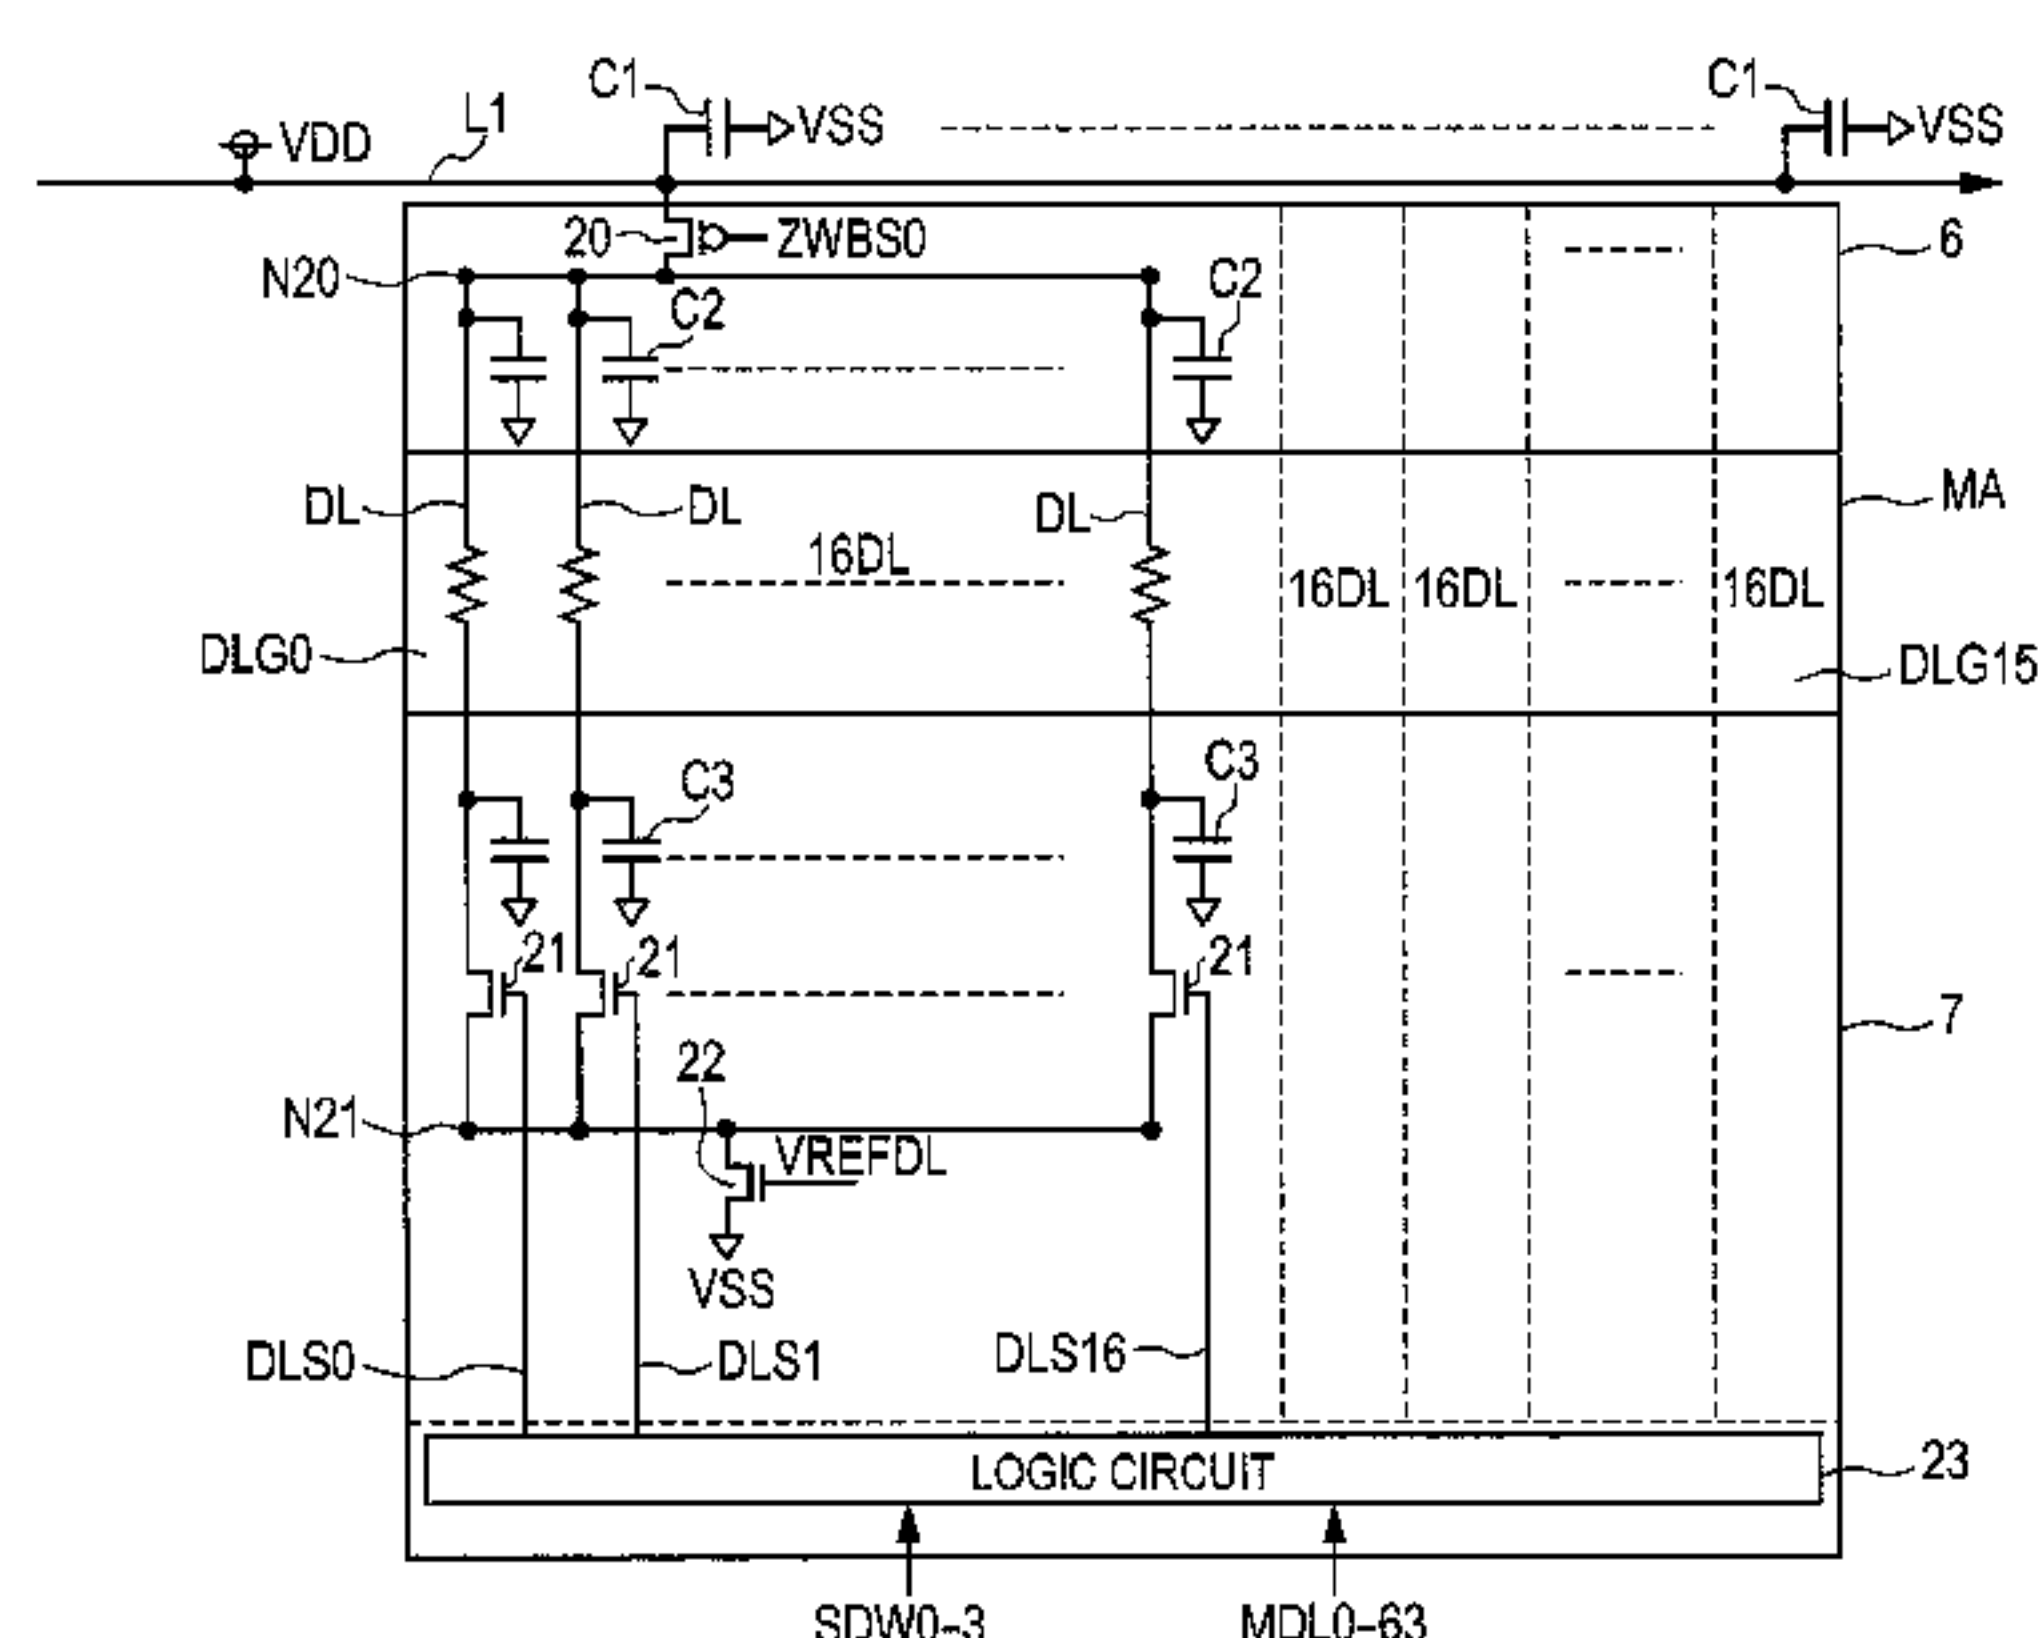 C1
C1
L1
VDD
VSS
VSS
20
ZWBS0
6
N20
C2
C2
DL
DL
DL
MA
16DL
16DL
16DL
16DL
DLG0
DLG15
C3
C3
21
21
21
7
22
N21
VREFDL
VSS
DLS0
DLS1
DLS16
LOGIC CIRCUIT
23
SDW0-3
MDL0-63